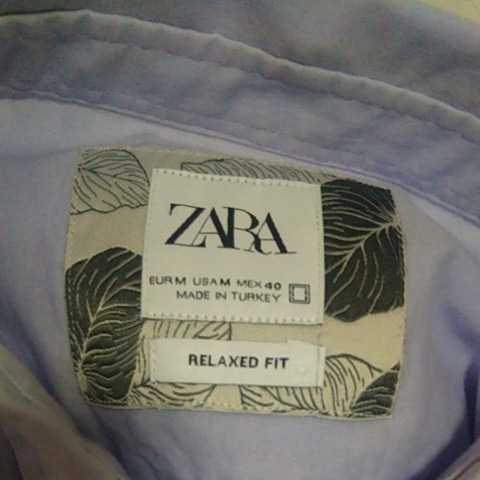 ZARA
EUR M USA M MEX 40
MADE IN TURKEY
RELAXED FIT